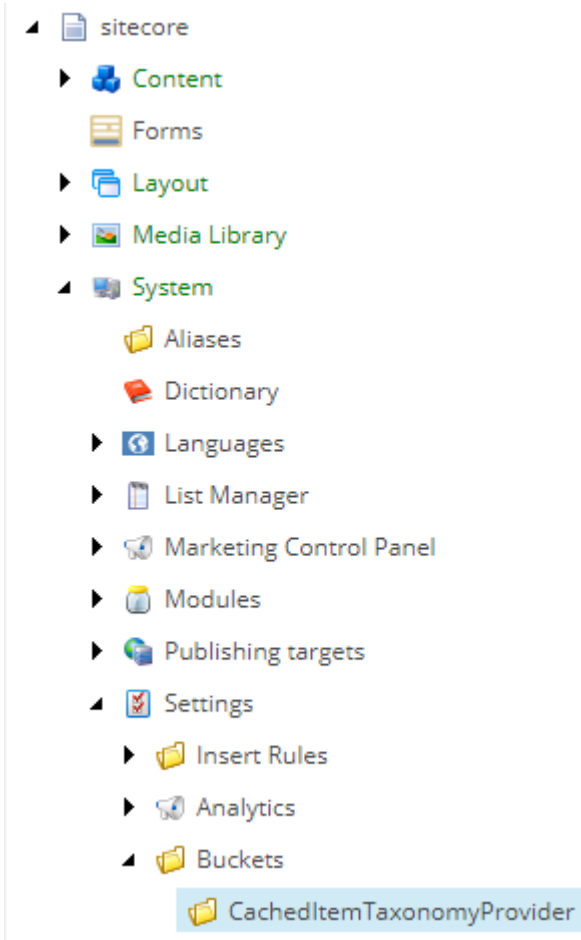 sitecore
Content
Forms
Layout
Media Library
System
Aliases
Dictionary
Languages
List Manager
Marketing Control Panel
Modules
Publishing targets
Settings
Insert Rules
Analytics
Buckets
CachedItemTaxonomyProvider